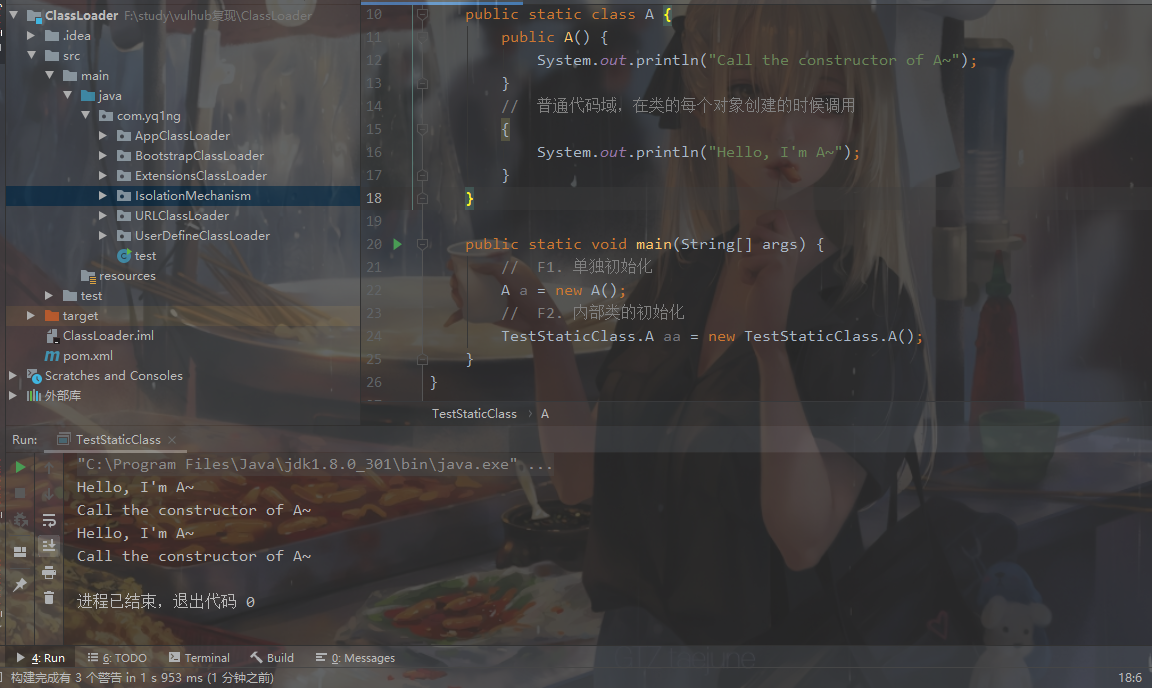 ClassLoader F:\study\vulhub复现\ClassLoader
.idea
src
main
java
com.yq1ng
AppClassLoader
BootstrapClassLoader
ExtensionsClassLoader
IsolationMechanism
URLClassLoader
UserDefineClassLoader
test
resources
test
target
ClassLoader.iml
pom.xml
Scratches and Consoles
外部库
10 public static class A {
11 public A() {
12 System.out.println("Call the constructor of A~");
13 }
14 // 普通代码域，在类的每个对象创建的时候调用
15 {
16 System.out.println("Hello, I'm A~");
17 }
18 }
19
20 public static void main(String[] args) {
21 // F1. 单独初始化
22 A a = new A();
23 // F2. 内部类的初始化
24 TestStaticClass.A aa = new TestStaticClass.A();
25 }
26 }
TestStaticClass › A
Run: TestStaticClass ×
"C:\Program Files\Java\jdk1.8.0_301\bin\java.exe" ...
Hello, I'm A~
Call the constructor of A~
Hello, I'm A~
Call the constructor of A~
进程已结束，退出代码 0
4: Run 6: TODO Terminal Build 0: Messages
构建完成有 3 个警告 in 1 s 953 ms (1 分钟之前) 18:6